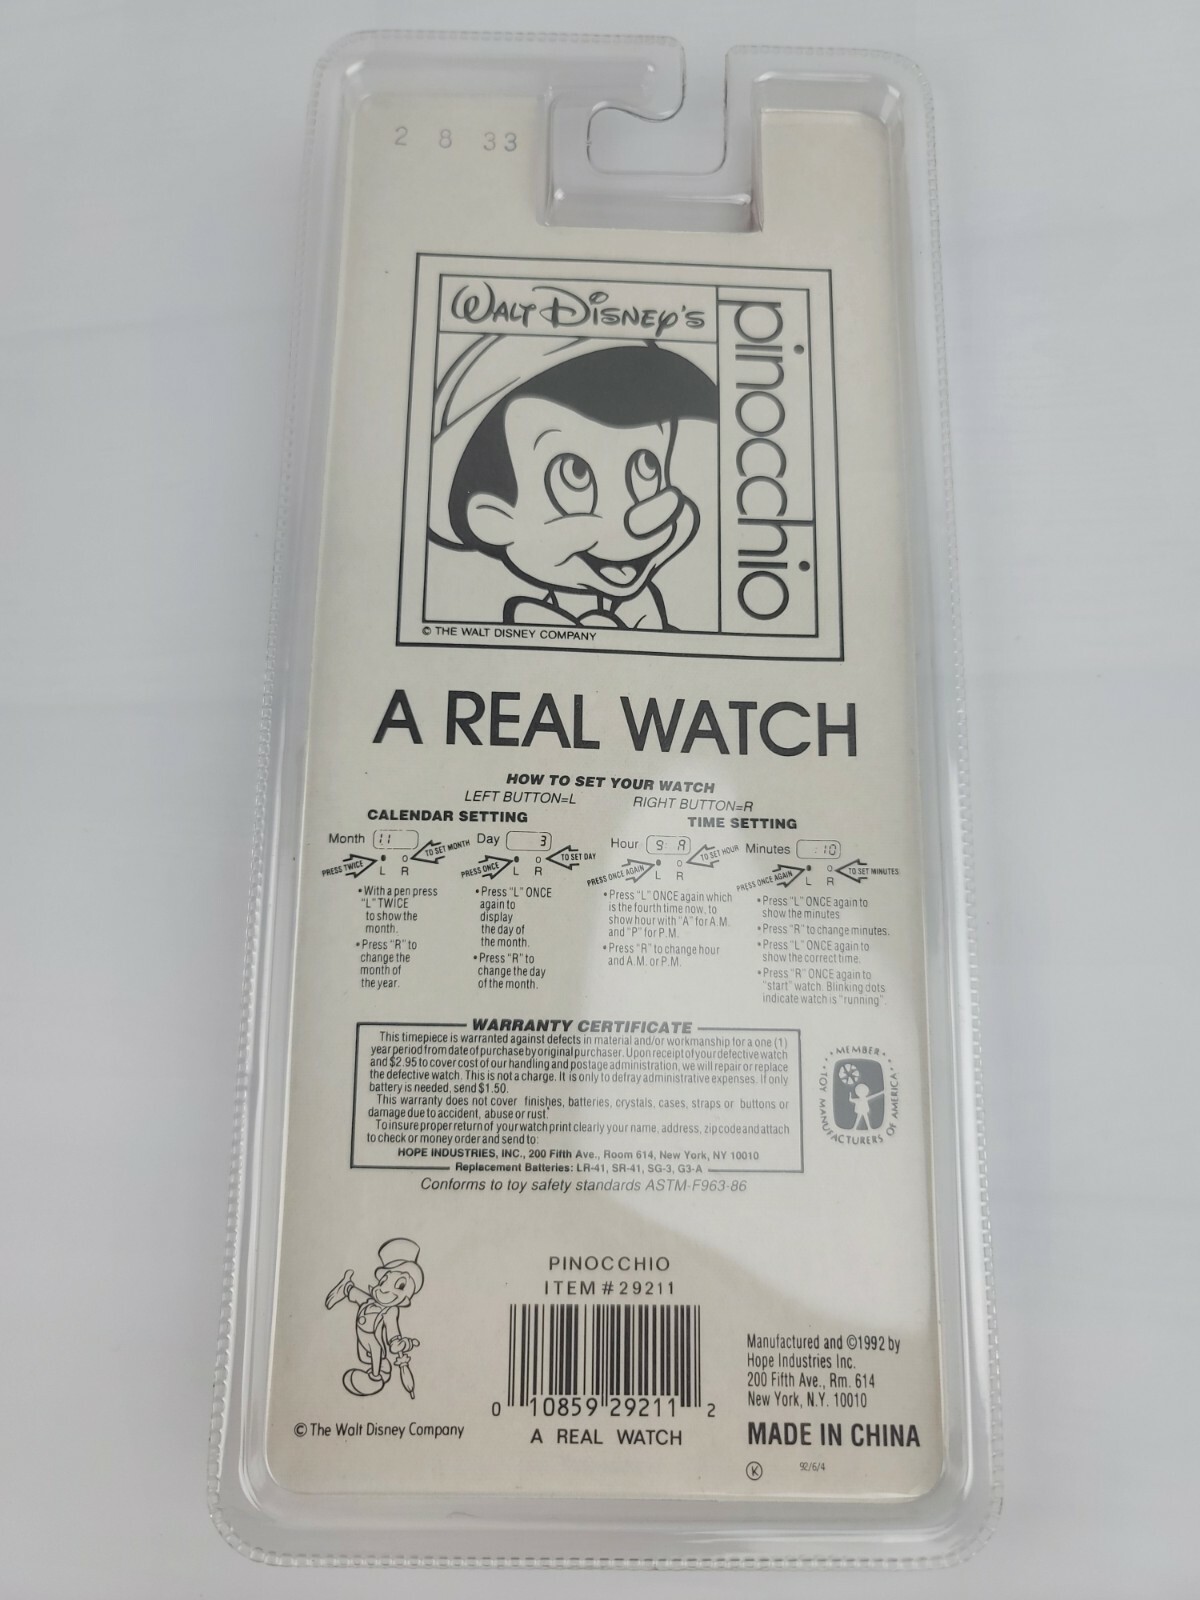 2 8 33
WALT DISNEY'S
pinocchio
© THE WALT DISNEY COMPANY
A REAL WATCH
HOW TO SET YOUR WATCH
LEFT BUTTON=L RIGHT BUTTON=R
CALENDAR SETTING
Month 11
PRESS TWICE L R TO SET MONTH
• With a pen press
"L" TWICE
to show the
month.
• Press "R" to
change the
month of
the year.
Day 3
PRESS ONCE L R TO SET DAY
• Press "L" ONCE
again to
display
the day of
the month.
• Press "R" to
change the day
of the month.
TIME SETTING
Hour 9 A
PRESS ONCE AGAIN L R TO SET HOUR
• Press "L" ONCE again which
is the fourth time now, to
show hour with "A" for A.M.
and "P" for P.M.
• Press "R" to change hour
and A.M. or P.M.
Minutes :10
PRESS ONCE AGAIN L R TO SET MINUTES
• Press "L" ONCE again to
show the minutes
• Press "R" to change minutes.
• Press "L" ONCE again to
show the correct time.
• Press "R" ONCE again to
"start" watch. Blinking dots
indicate watch is "running".
WARRANTY CERTIFICATE
This timepiece is warranted against defects in material and/or workmanship for a one (1)
year period from date of purchase by original purchaser. Upon receipt of your defective watch
and $2.95 to cover cost of our handling and postage administration, we will repair or replace
the defective watch. This is not a charge. It is only to defray administrative expenses. If only
battery is needed, send $1.50.
This warranty does not cover finishes, batteries, crystals, cases, straps or buttons or
damage due to accident, abuse or rust.
To insure proper return of your watch print clearly your name, address, zip code and attach
to check or money order and send to:
HOPE INDUSTRIES, INC., 200 Fifth Ave., Room 614, New York, NY 10010
Replacement Batteries: LR-41, SR-41, SG-3, G3-A
Conforms to toy safety standards ASTM-F963-86
MEMBER
TOY MANUFACTURERS OF AMERICA
© The Walt Disney Company
PINOCCHIO
ITEM # 29211
0 10859 29211 2
A REAL WATCH
Manufactured and ©1992 by
Hope Industries Inc.
200 Fifth Ave., Rm. 614
New York, N.Y. 10010
MADE IN CHINA
K 92/6/4